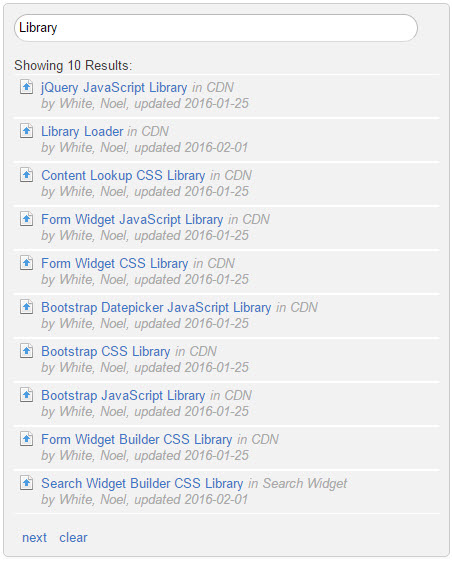 Library
Showing 10 Results:
jQuery JavaScript Library in CDN
by White, Noel, updated 2016-01-25
Library Loader in CDN
by White, Noel, updated 2016-02-01
Content Lookup CSS Library in CDN
by White, Noel, updated 2016-01-25
Form Widget JavaScript Library in CDN
by White, Noel, updated 2016-01-25
Form Widget CSS Library in CDN
by White, Noel, updated 2016-01-25
Bootstrap Datepicker JavaScript Library in CDN
by White, Noel, updated 2016-01-25
Bootstrap CSS Library in CDN
by White, Noel, updated 2016-01-25
Bootstrap JavaScript Library in CDN
by White, Noel, updated 2016-01-25
Form Widget Builder CSS Library in CDN
by White, Noel, updated 2016-01-25
Search Widget Builder CSS Library in Search Widget
by White, Noel, updated 2016-02-01
next clear